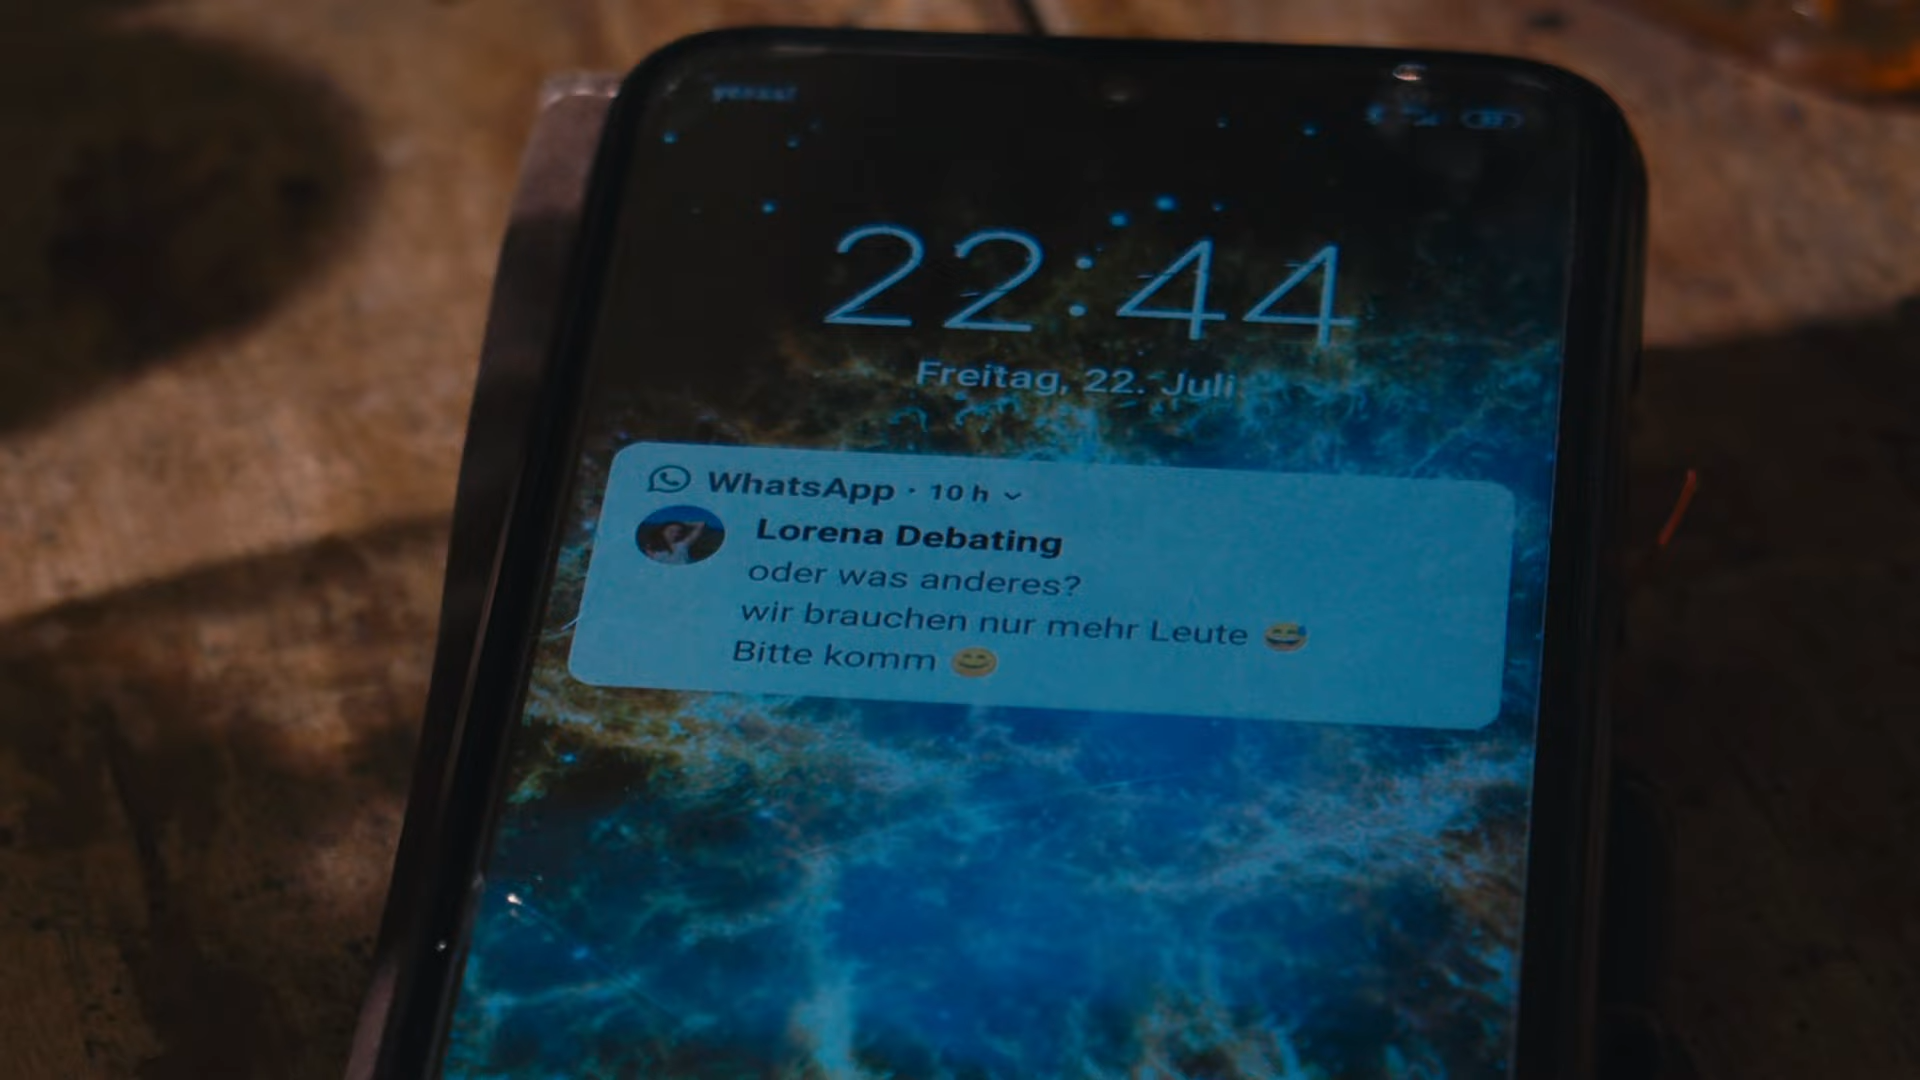 yesss!
22:44
Freitag, 22. Juli
WhatsApp · 10 h
Lorena Debating
oder was anderes?
wir brauchen nur mehr Leute 😅
Bitte komm 😊